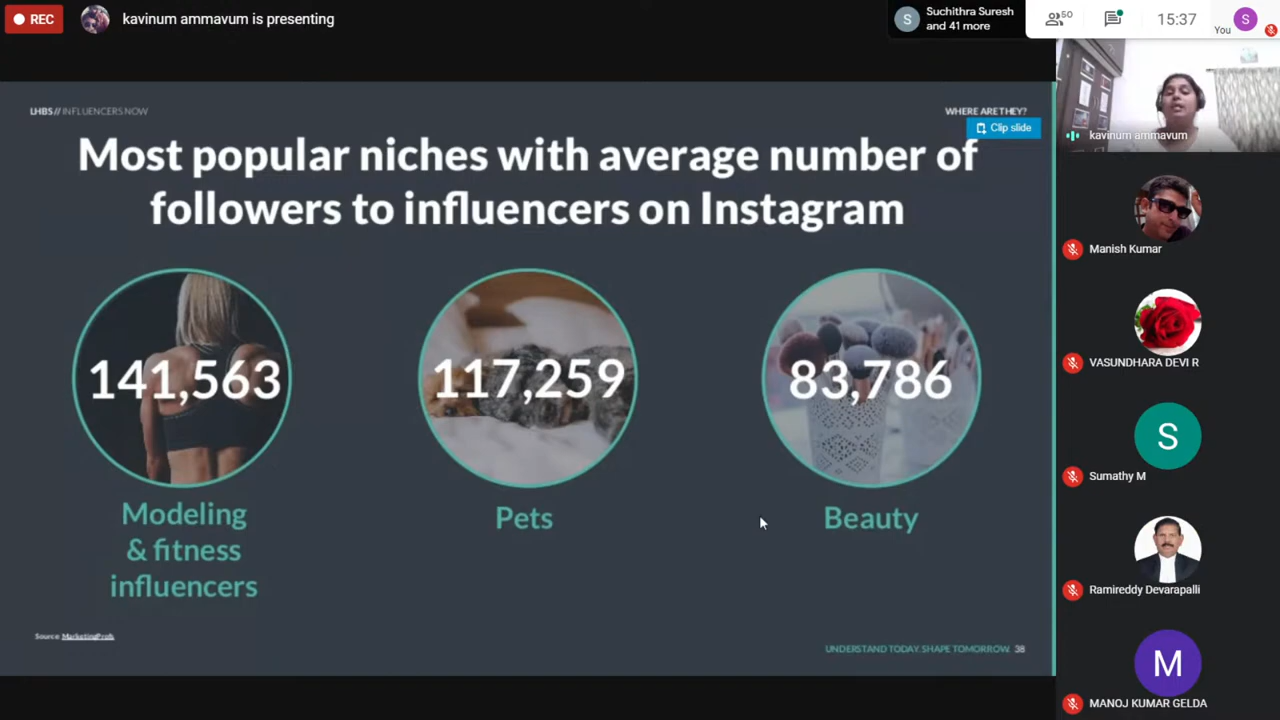 REC
kavinum ammavum is presenting
S
Suchithra Suresh
and 41 more
50
15:37
You
S
LHBS// INFLUENCERS NOW
WHERE ARE THEY?
Clip slide
Most popular niches with average number of
followers to influencers on Instagram
141,563
117,259
83,786
Modeling
& fitness
influencers
Pets
Beauty
Source: MarketingProfs
UNDERSTAND TODAY. SHAPE TOMORROW. 38
kavinum ammavum
Manish Kumar
VASUNDHARA DEVI R
S
Sumathy M
Ramireddy Devarapalli
M
MANOJ KUMAR GELDA